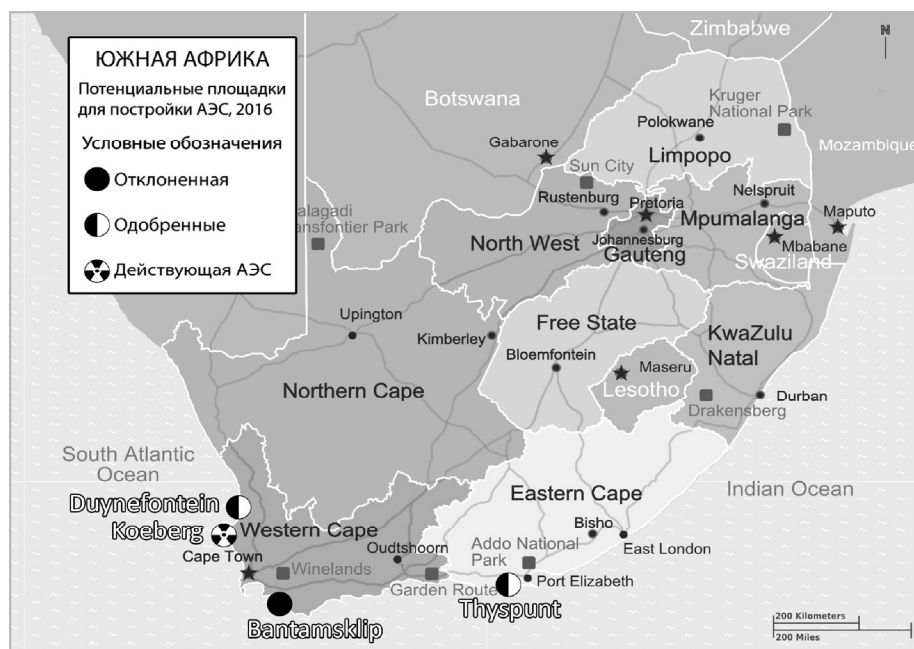 ЮЖНАЯ АФРИКА
Потенциальные площадки
для постройки АЭС, 2016
Условные обозначения
Отклоненная
Одобренные
Действующая АЭС
Zimbabwe
N
Botswana
Kruger
National Park
Polokwane
Mozambique
Gabarone
Limpopo
Sun City
Rustenburg
Pretoria
Nelspruit
Mpumalanga
Maputo
alagadi
ansfontier Park
North West
Johannesburg
Gauteng
Mbabane
Swaziland
Upington
Kimberley
Free State
KwaZulu
Natal
Bloemfontein
Maseru
Lesotho
Northern Cape
Durban
Drakensberg
South Atlantic
Ocean
Indian Ocean
Eastern Cape
Duynefontein
Koeberg
Western Cape
Bisho
Cape Town
Oudtshoorn
Addo National
Park
East London
Winelands
Garden Route
Port Elizabeth
Thyspunt
Bantamsklip
200 Kilometers
200 Miles